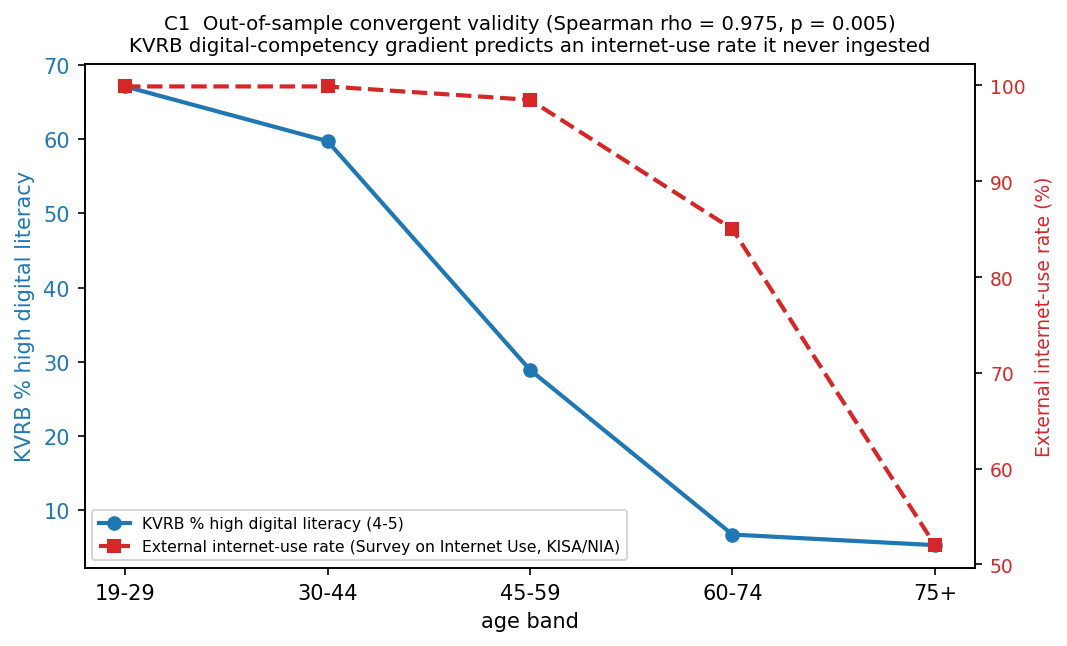 C1  Out-of-sample convergent validity (Spearman rho = 0.975, p = 0.005)
KVRB digital-competency gradient predicts an internet-use rate it never ingested
KVRB % high digital literacy
70
60
50
40
30
20
10
External internet-use rate (%)
100
90
80
70
60
50
KVRB % high digital literacy (4-5)
External internet-use rate (Survey on Internet Use, KISA/NIA)
19-29
30-44
45-59
60-74
75+
age band